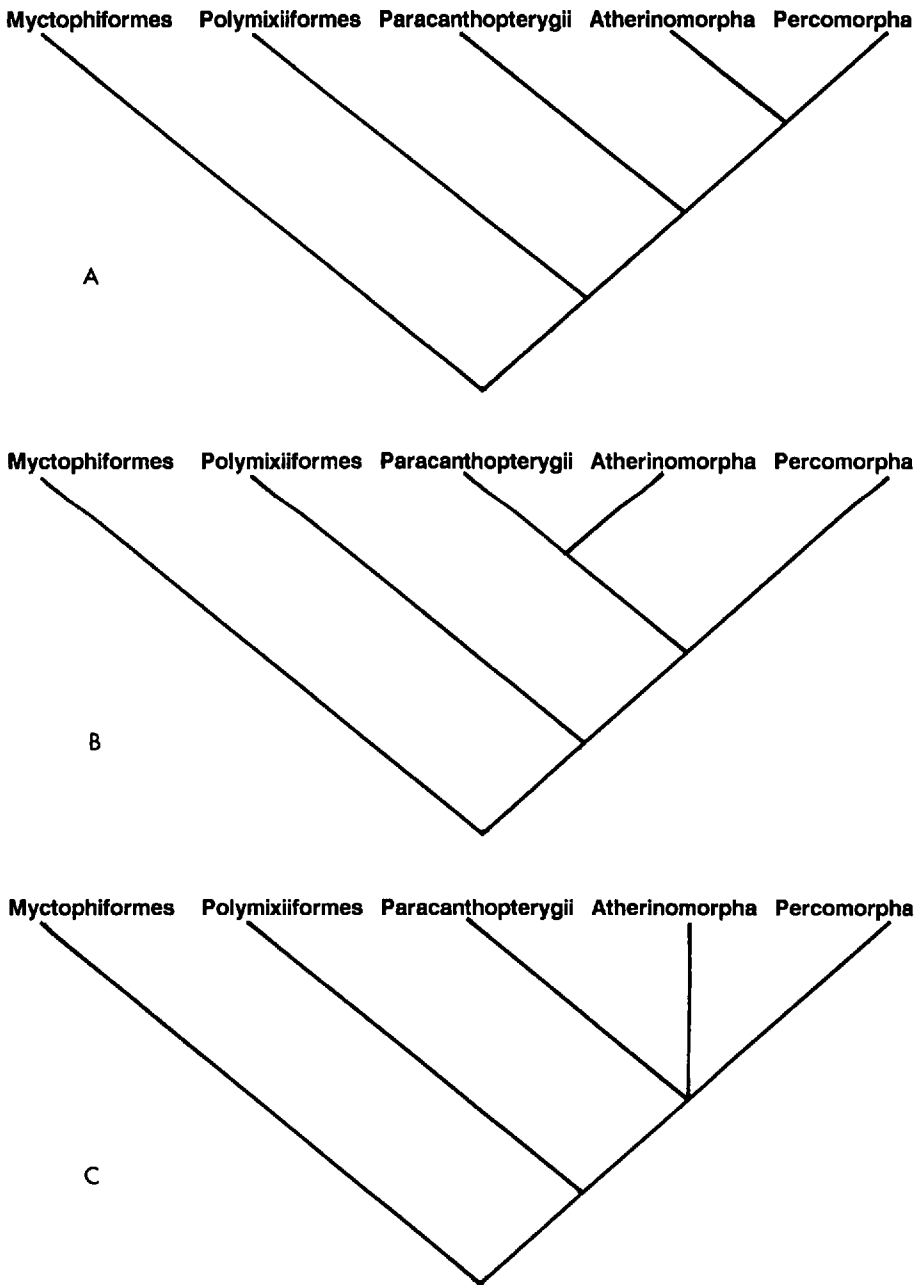 Myctophiformes Polymixiiformes Paracanthopterygii Atherinomorpha Percomorpha
A
Myctophiformes Polymixiiformes Paracanthopterygii Atherinomorpha Percomorpha
B
Myctophiformes Polymixiiformes Paracanthopterygii Atherinomorpha Percomorpha
C